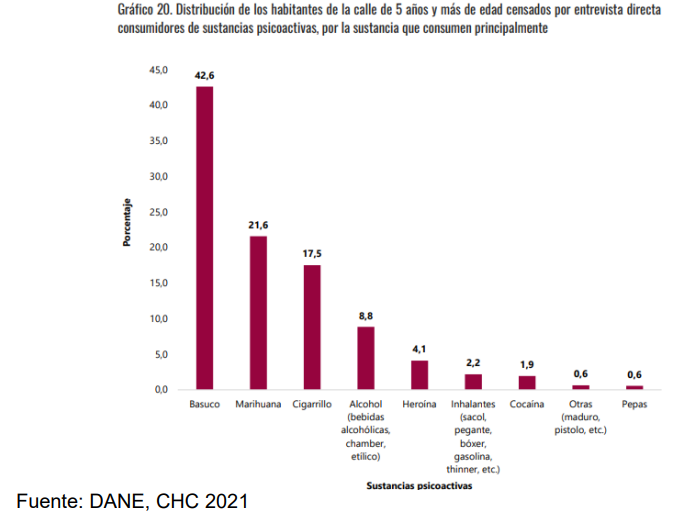 Gráfico 20. Distribución de los habitantes de la calle de 5 años y más de edad censados por entrevista directa
consumidores de sustancias psicoactivas, por la sustancia que consumen principalmente
45,0
40,0
35,0
30,0
25,0
20,0
15,0
10,0
5,0
0,0
Porcentaje
42,6
21,6
17,5
8,8
4,1
2,2
1,9
0,6
0,6
Basuco
Marihuana
Cigarrillo
Alcohol
(bebidas
alcohólicas,
chamber,
etílico)
Heroína
Inhalantes
(sacol,
pegante,
bóxer,
gasolina,
thinner, etc.)
Cocaína
Otras
(maduro,
pistolo, etc.)
Pepas
Sustancias psicoactivas
Fuente: DANE, CHC 2021